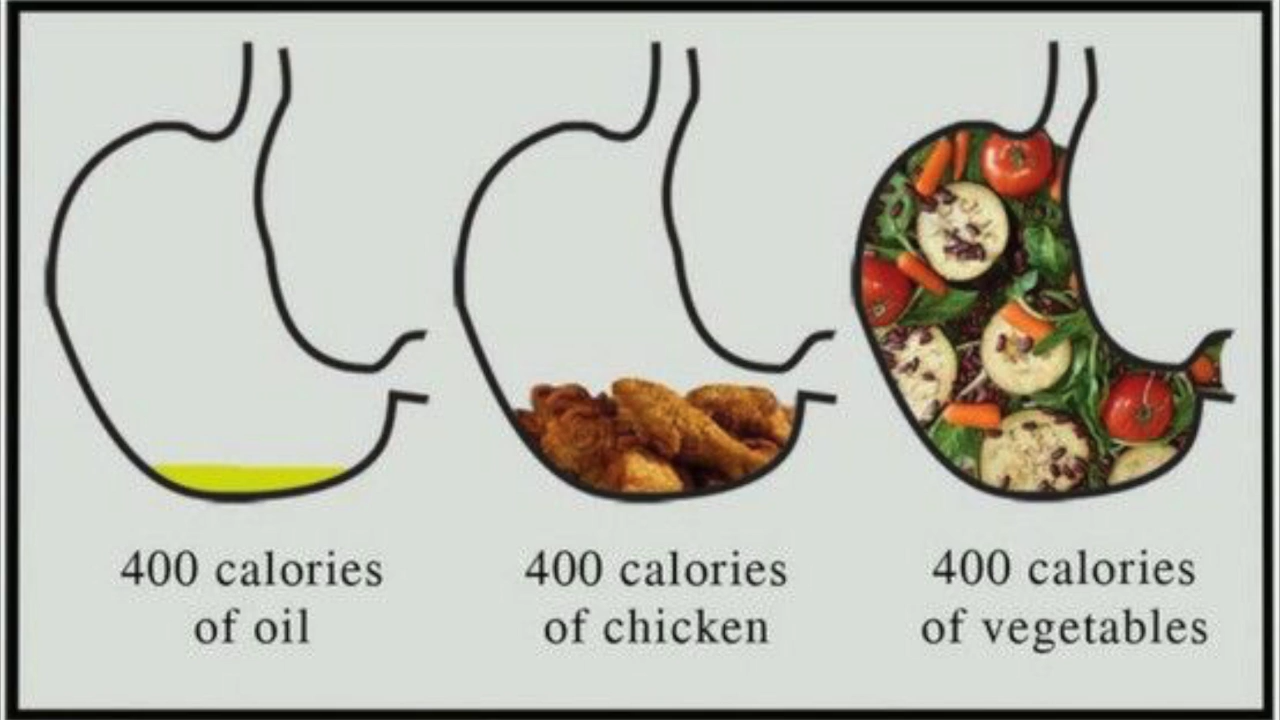 400 calories
of oil
400 calories
of chicken
400 calories
of vegetables